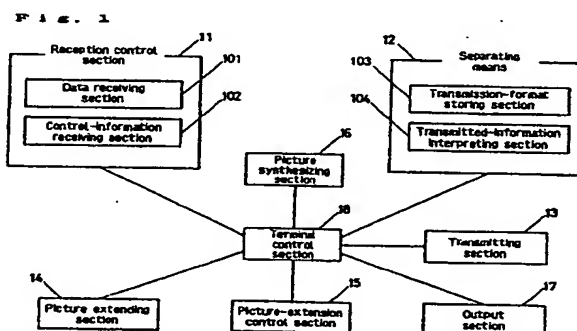 Fig. 1
11
Reception control
section
101
Data receiving
section
102
Control-information
receiving section
12
Separating
means
103
Transmission-format
storing section
104
Transmitted-information
interpreting section
16
Picture
synthesizing
section
18
Terminal
control
section
13
Transmitting
section
14
Picture extending
section
15
Picture-extension
control section
17
Output
section